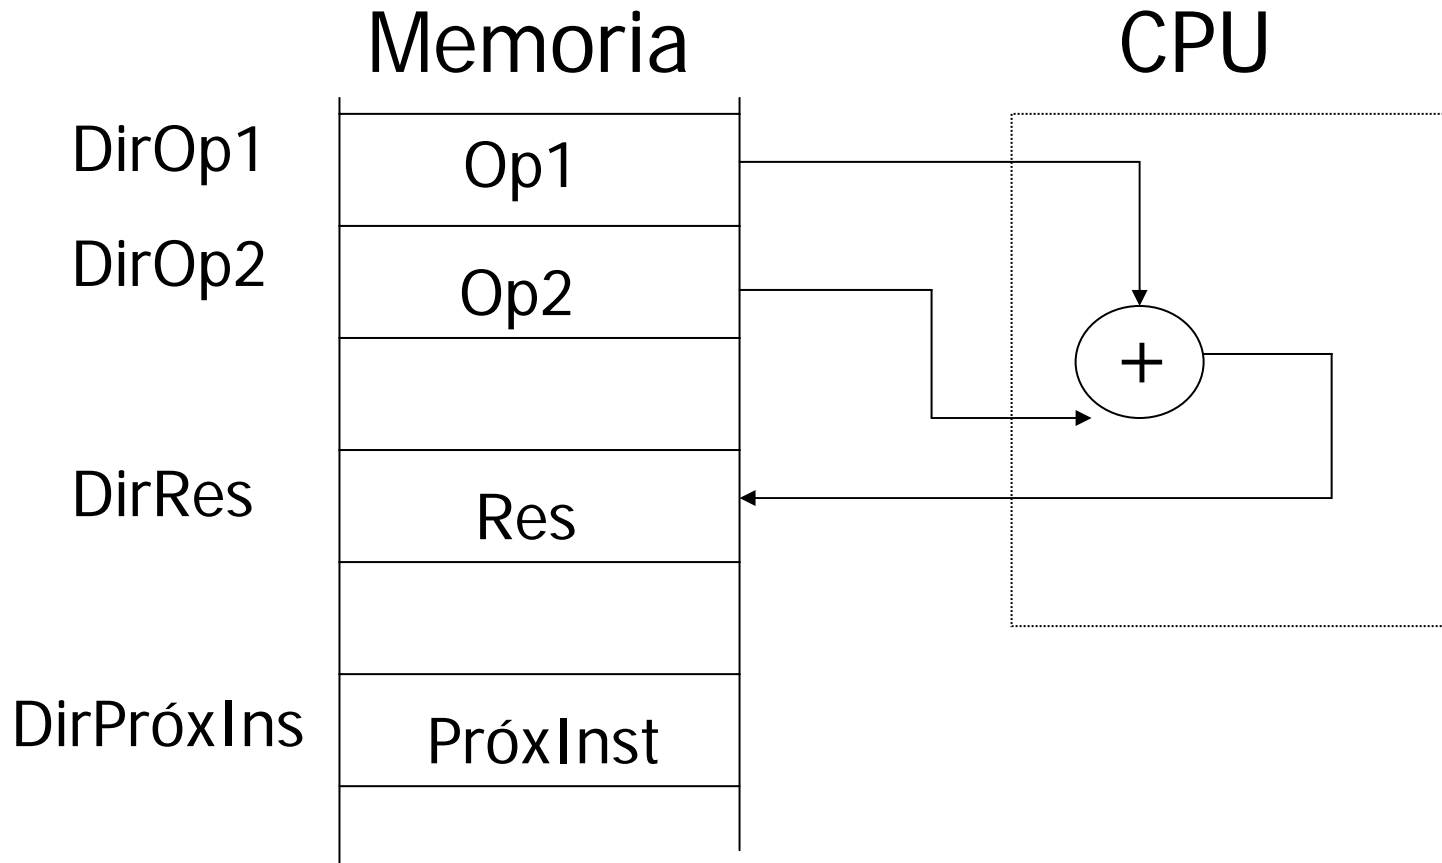 Memoria
CPU
DirOp1
Op1
DirOp2
Op2
+
DirRes
Res
DirPróxIns
PróxInst